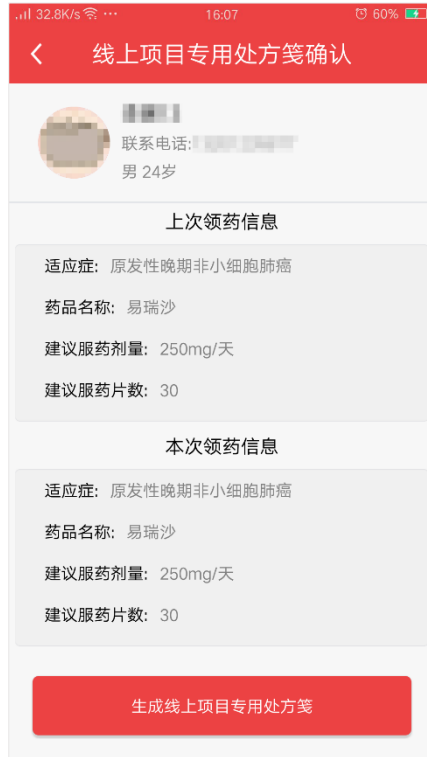 32.8K/s ... 16:07 60%
线上项目专用处方笺确认
联系电话:
男 24岁
上次领药信息
适应症: 原发性晚期非小细胞肺癌
药品名称: 易瑞沙
建议服药剂量: 250mg/天
建议服药片数: 30
本次领药信息
适应症: 原发性晚期非小细胞肺癌
药品名称: 易瑞沙
建议服药剂量: 250mg/天
建议服药片数: 30
生成线上项目专用处方笺